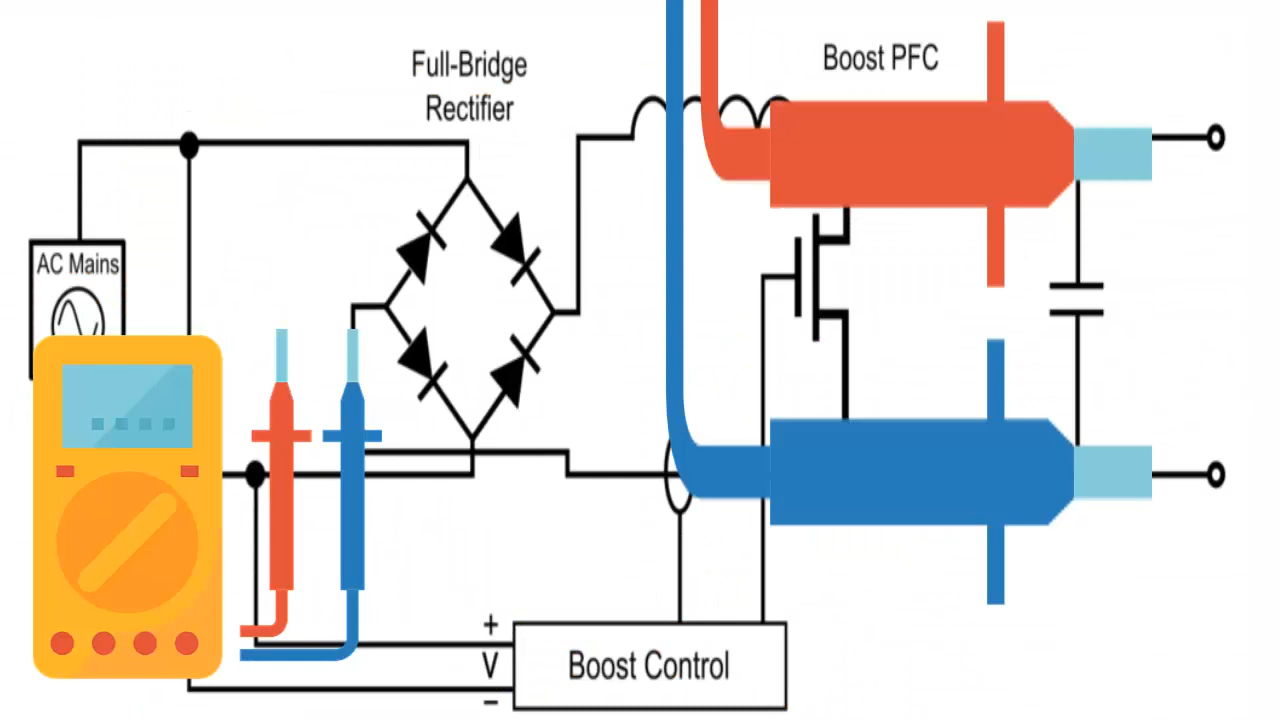 Full-Bridge
Rectifier
Boost PFC
AC Mains
+
V
−
Boost Control